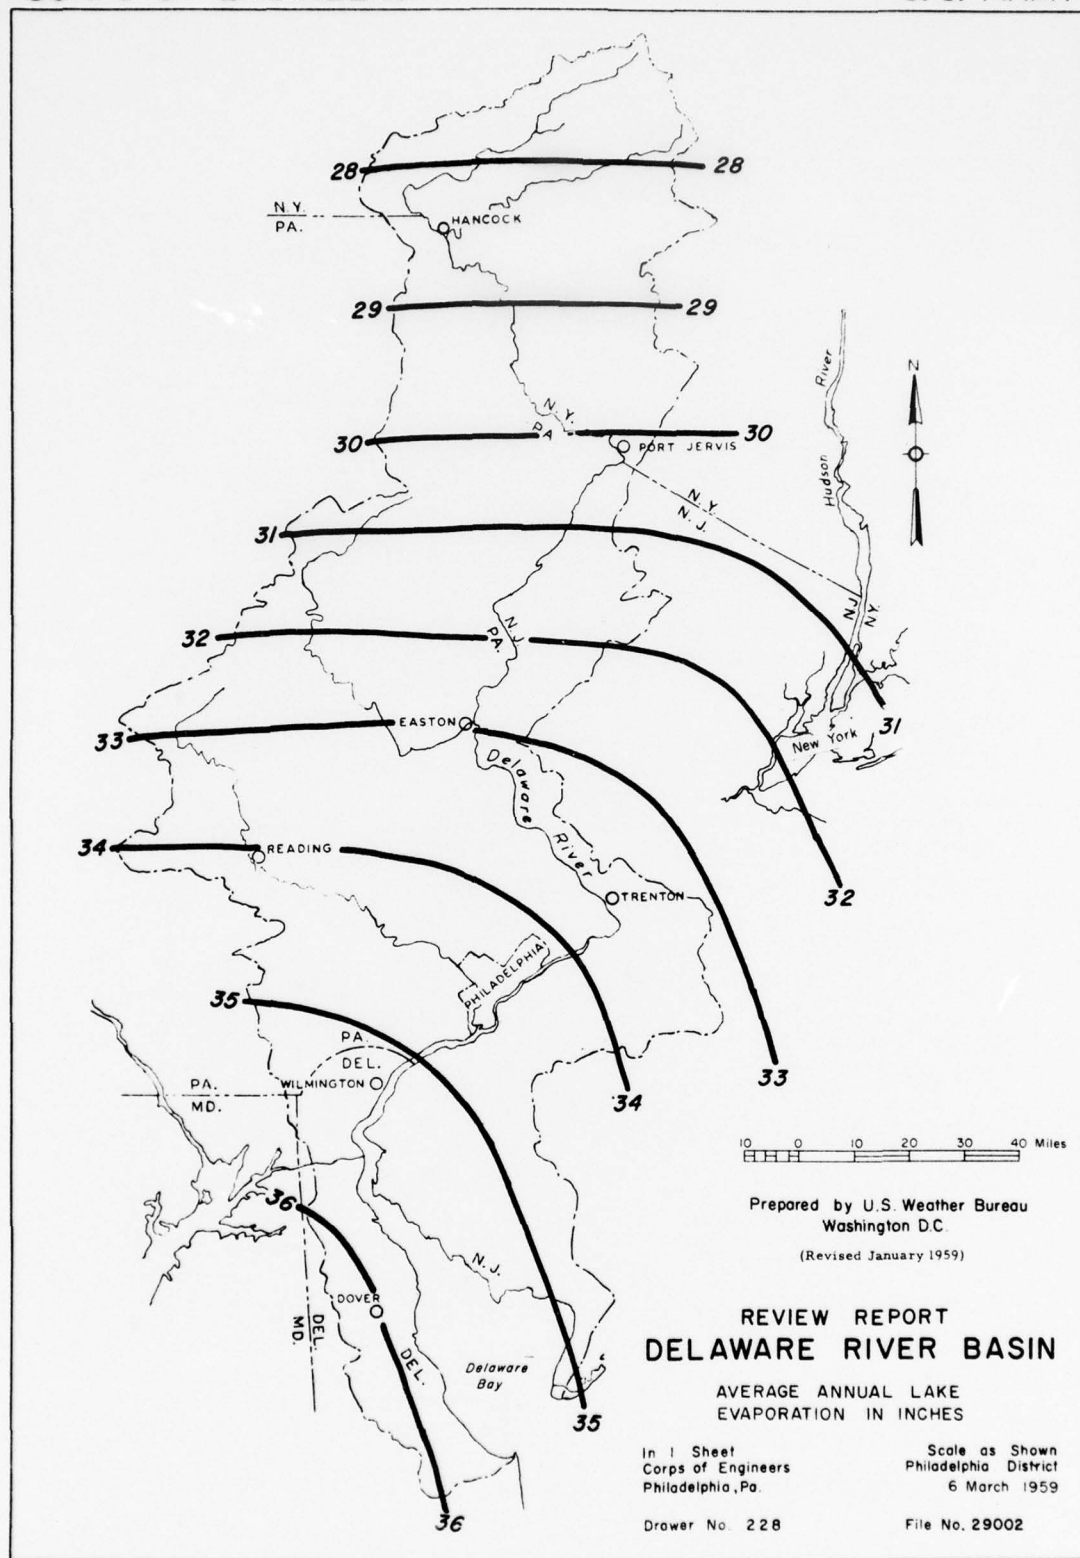 28
28
N.Y.
PA.
HANCOCK
29
29
N.Y.
PA
30
30
PORT JERVIS
Hudson River
N
N.Y.
N.J.
31
N.J.
N.Y.
32
N.J.
PA.
31
33
EASTON
New York
Delaware River
34
READING
32
TRENTON
PHILADELPHIA
35
PA.
DEL.
WILMINGTON
PA.
MD.
33
34
10 0 10 20 30 40 Miles
36
Prepared by U.S. Weather Bureau
Washington D.C.
(Revised January 1959)
N.J.
DOVER
DEL.
MD.
DEL.
Delaware
Bay
35
36
REVIEW REPORT
DELAWARE RIVER BASIN
AVERAGE ANNUAL LAKE
EVAPORATION IN INCHES
In 1 Sheet
Scale as Shown
Corps of Engineers
Philadelphia District
Philadelphia, Pa.
6 March 1959
Drawer No. 228
File No. 29002